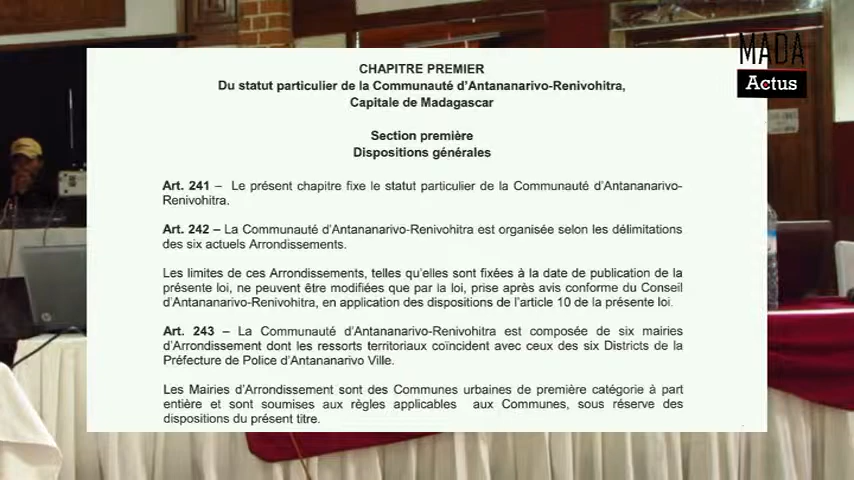 MADA
Actus
CHAPITRE PREMIER
Du statut particulier de la Communauté d'Antananarivo-Renivohitra,
Capitale de Madagascar
Section première
Dispositions générales
Art. 241 – Le présent chapitre fixe le statut particulier de la Communauté d'Antananarivo-
Renivohitra.
Art. 242 – La Communauté d'Antananarivo-Renivohitra est organisée selon les délimitations
des six actuels Arrondissements.
Les limites de ces Arrondissements, telles qu'elles sont fixées à la date de publication de la
présente loi, ne peuvent être modifiées que par la loi, prise après avis conforme du Conseil
d'Antananarivo-Renivohitra, en application des dispositions de l'article 10 de la présente loi.
Art. 243 – La Communauté d'Antananarivo-Renivohitra est composée de six mairies
d'Arrondissement dont les ressorts territoriaux coïncident avec ceux des six Districts de la
Préfecture de Police d'Antananarivo Ville.
Les Mairies d'Arrondissement sont des Communes urbaines de première catégorie à part
entière et sont soumises aux règles applicables aux Communes, sous réserve des
dispositions du présent titre.